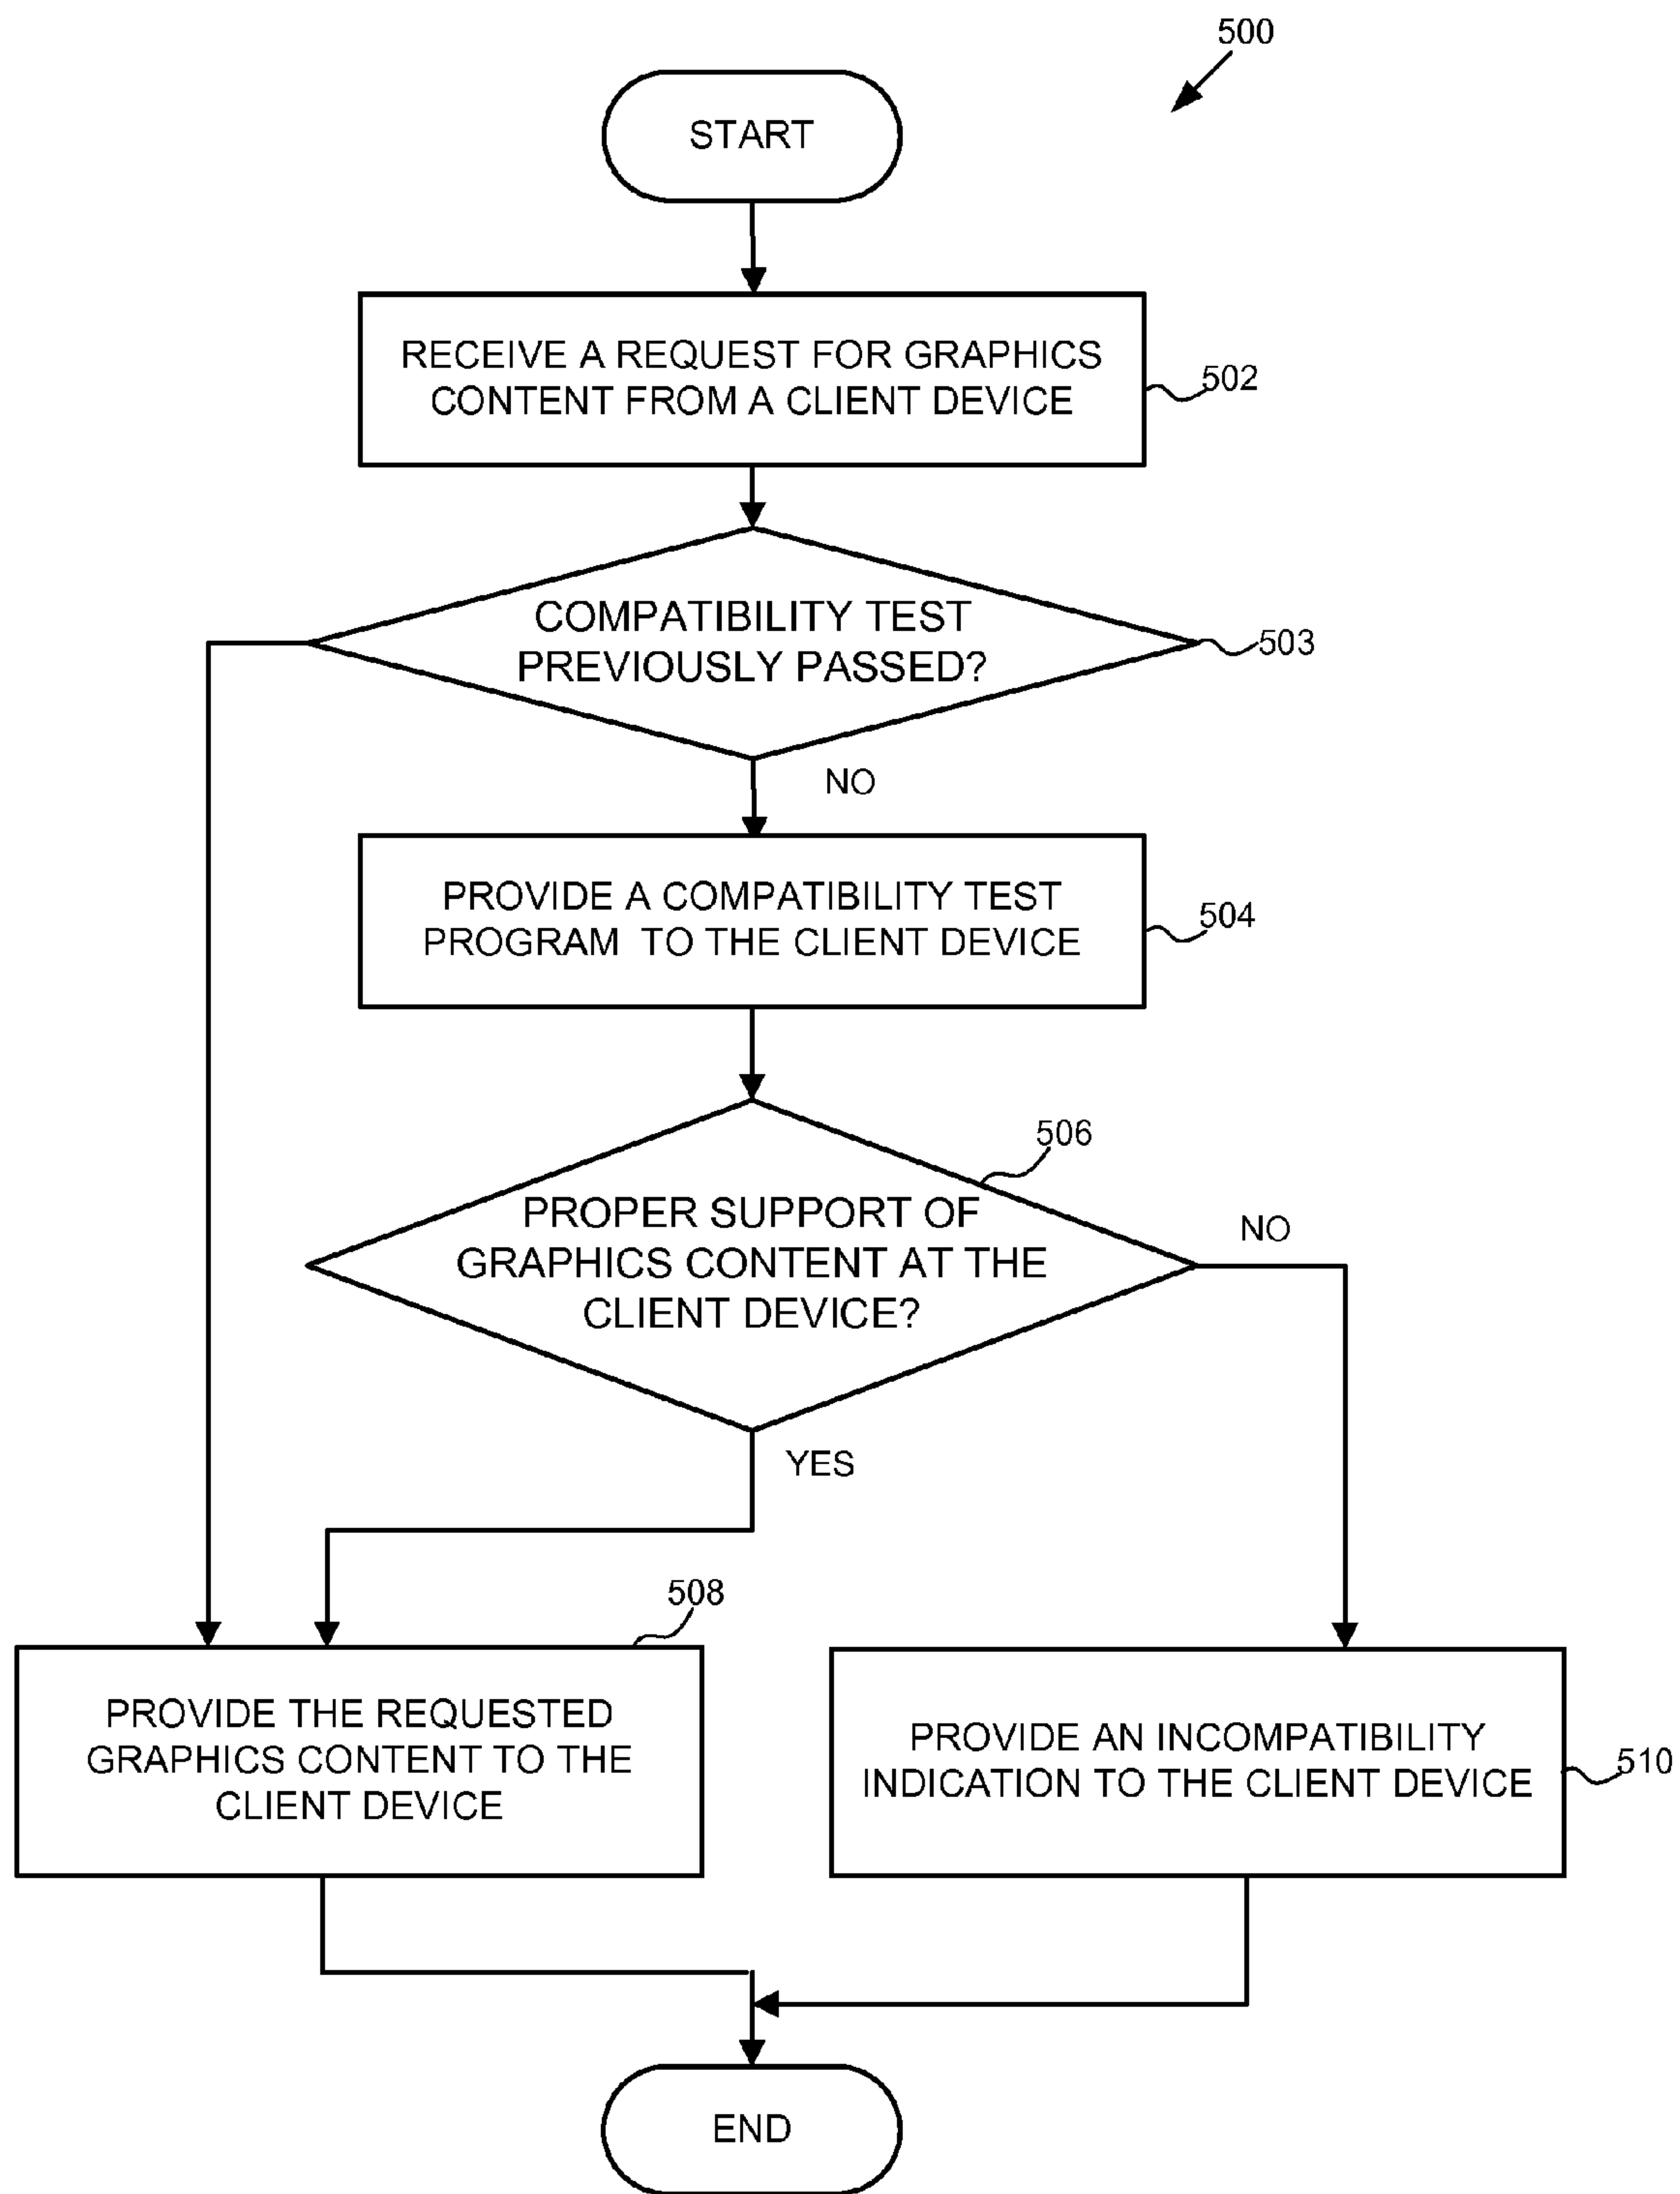 500
START
RECEIVE A REQUEST FOR GRAPHICS
CONTENT FROM A CLIENT DEVICE
502
COMPATIBILITY TEST
PREVIOUSLY PASSED?
503
NO
PROVIDE A COMPATIBILITY TEST
PROGRAM TO THE CLIENT DEVICE
504
506
PROPER SUPPORT OF
GRAPHICS CONTENT AT THE
CLIENT DEVICE?
NO
YES
508
PROVIDE THE REQUESTED
GRAPHICS CONTENT TO THE
CLIENT DEVICE
PROVIDE AN INCOMPATIBILITY
INDICATION TO THE CLIENT DEVICE
510
END